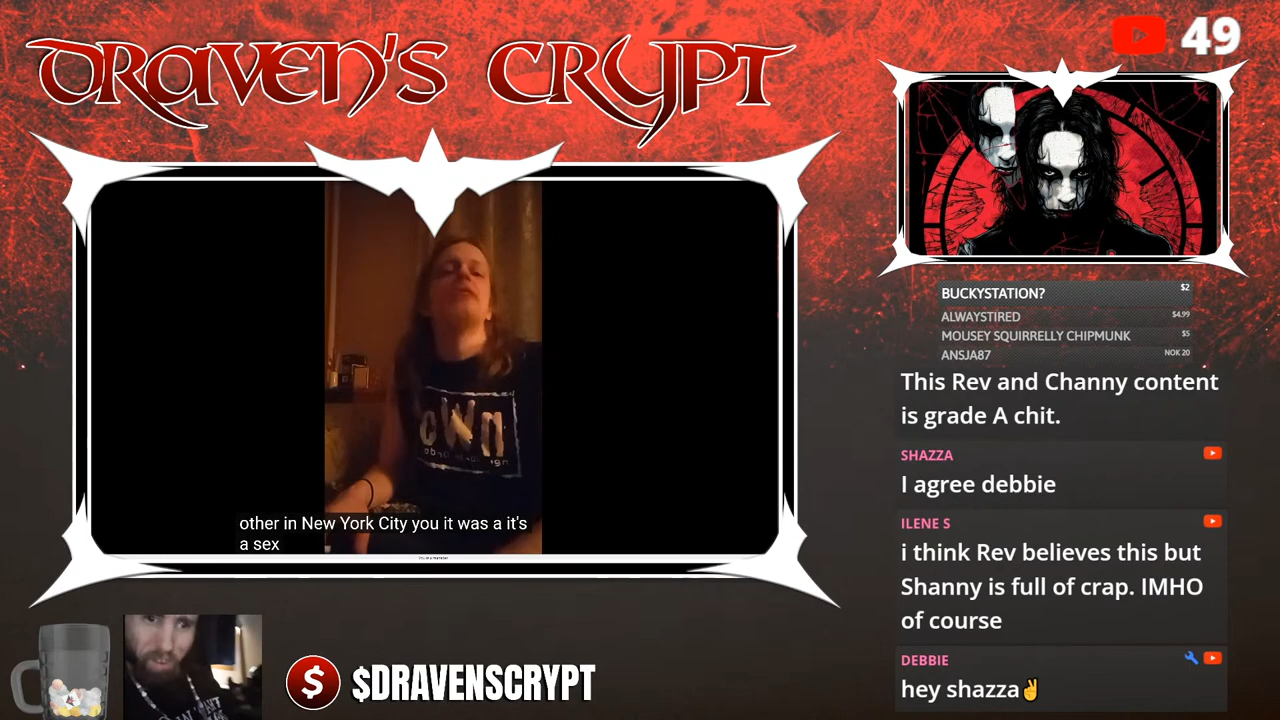 DRAVEN'S CRYPT
49
BUCKYSTATION? $2
ALWAYSTIRED $4.99
MOUSEY SQUIRRELLY CHIPMUNK $5
ANSJA87 NOK 20
This Rev and Channy content
is grade A chit.
SHAZZA
I agree debbie
ILENE S
i think Rev believes this but
Shanny is full of crap. IMHO
of course
DEBBIE
hey shazza✌
oWn
other in New York City you it was a it's
a sex
$ $DRAVENSCRYPT